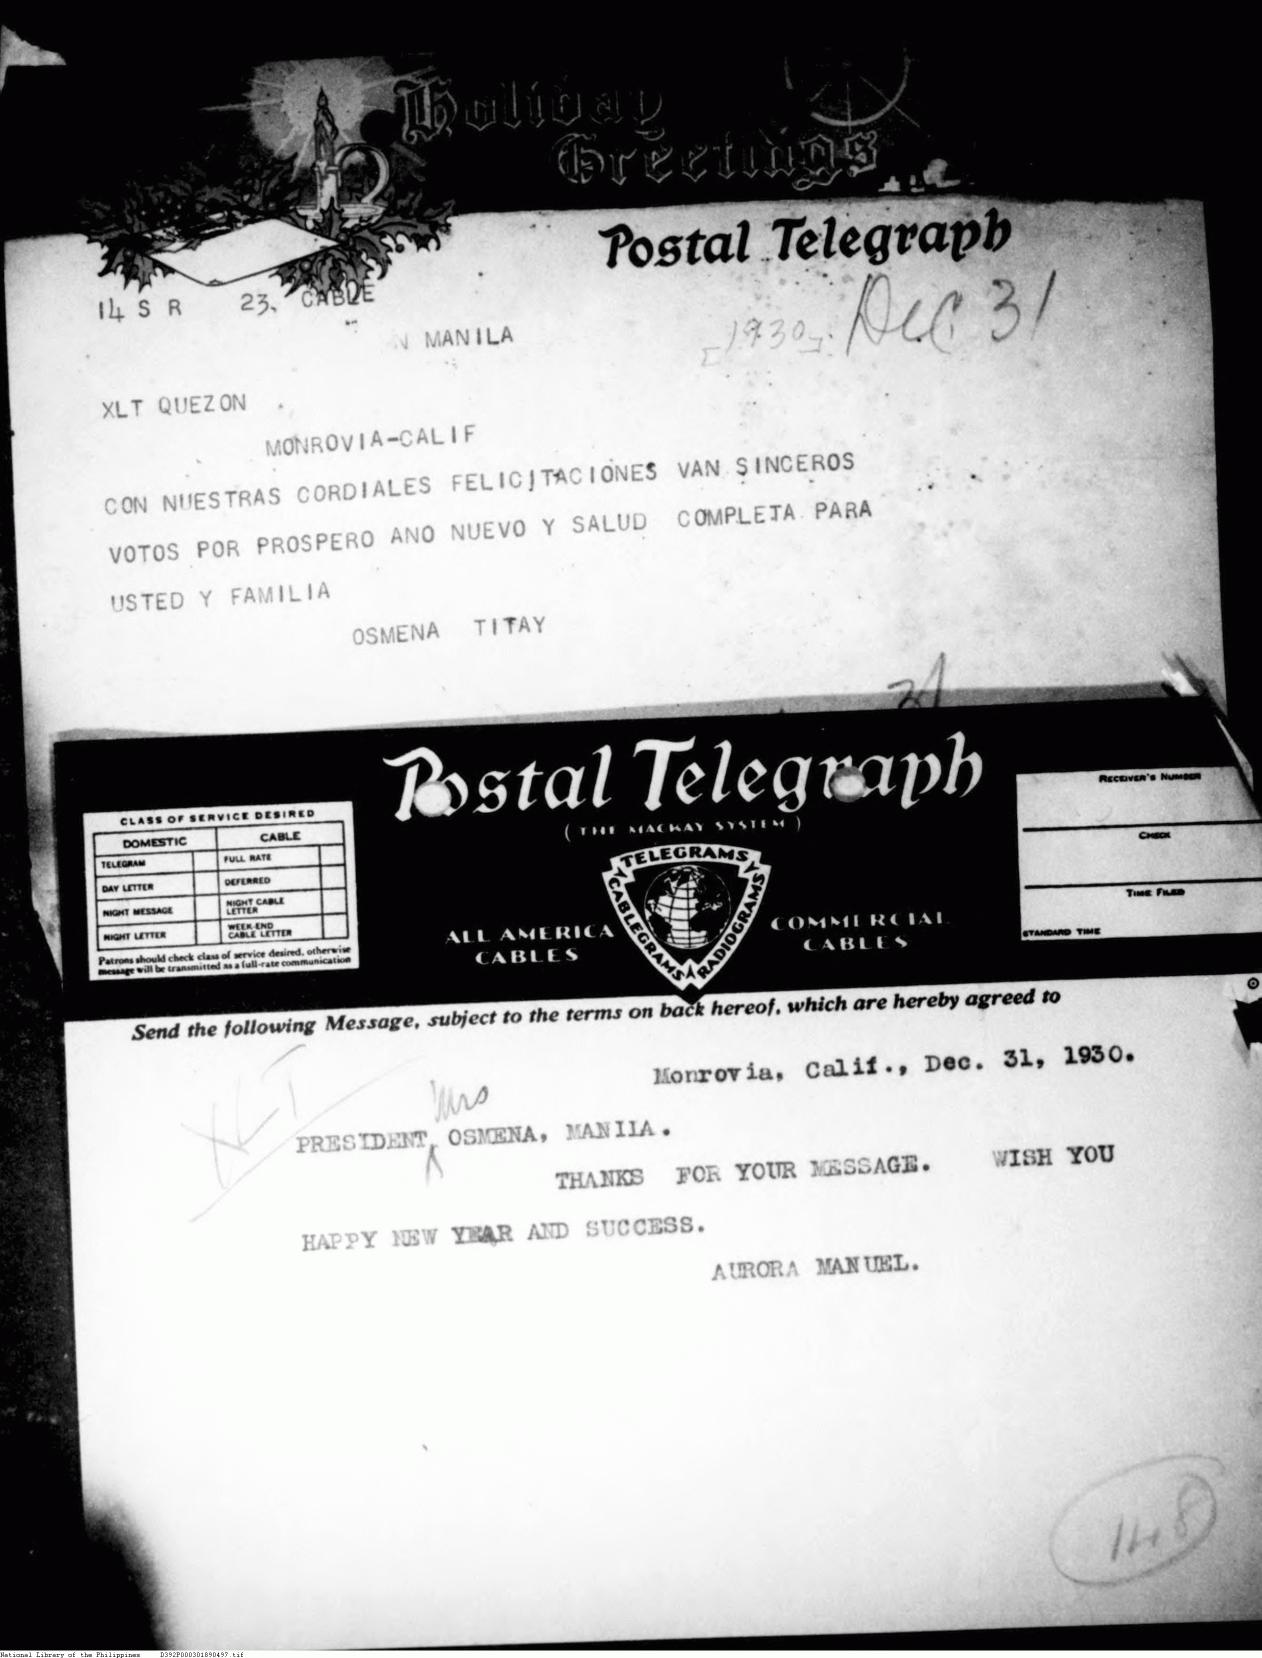 Holiday
Greetings
Postal Telegraph
14 S R 23, CABLE
N MANILA
[1930] Dec 31
XLT QUEZON
MONROVIA-CALIF
CON NUESTRAS CORDIALES FELICITACIONES VAN SINCEROS
VOTOS POR PROSPERO ANO NUEVO Y SALUD COMPLETA PARA
USTED Y FAMILIA
OSMENA TITAY
Postal Telegraph
(THE MACKAY SYSTEM)
CLASS OF SERVICE DESIRED
DOMESTIC CABLE
TELEGRAM FULL RATE
DAY LETTER DEFERRED
NIGHT MESSAGE NIGHT CABLE LETTER
NIGHT LETTER WEEK-END CABLE LETTER
Patrons should check class of service desired, otherwise
message will be transmitted as a full-rate communication
TELEGRAMS
CABLEGRAMS
RADIOGRAMS
ALL AMERICA
CABLES
COMMERCIAL
CABLES
RECEIVER'S NUMBER
CHECK
TIME FILED
STANDARD TIME
Send the following Message, subject to the terms on back hereof, which are hereby agreed to
XLT
Monrovia, Calif., Dec. 31, 1930.
Mrs
PRESIDENT OSMENA, MANIIA.
THANKS FOR YOUR MESSAGE. WISH YOU
HAPPY NEW YEAR AND SUCCESS.
AURORA MANUEL.
148
National Library of the Philippines D392P000301890497.tif